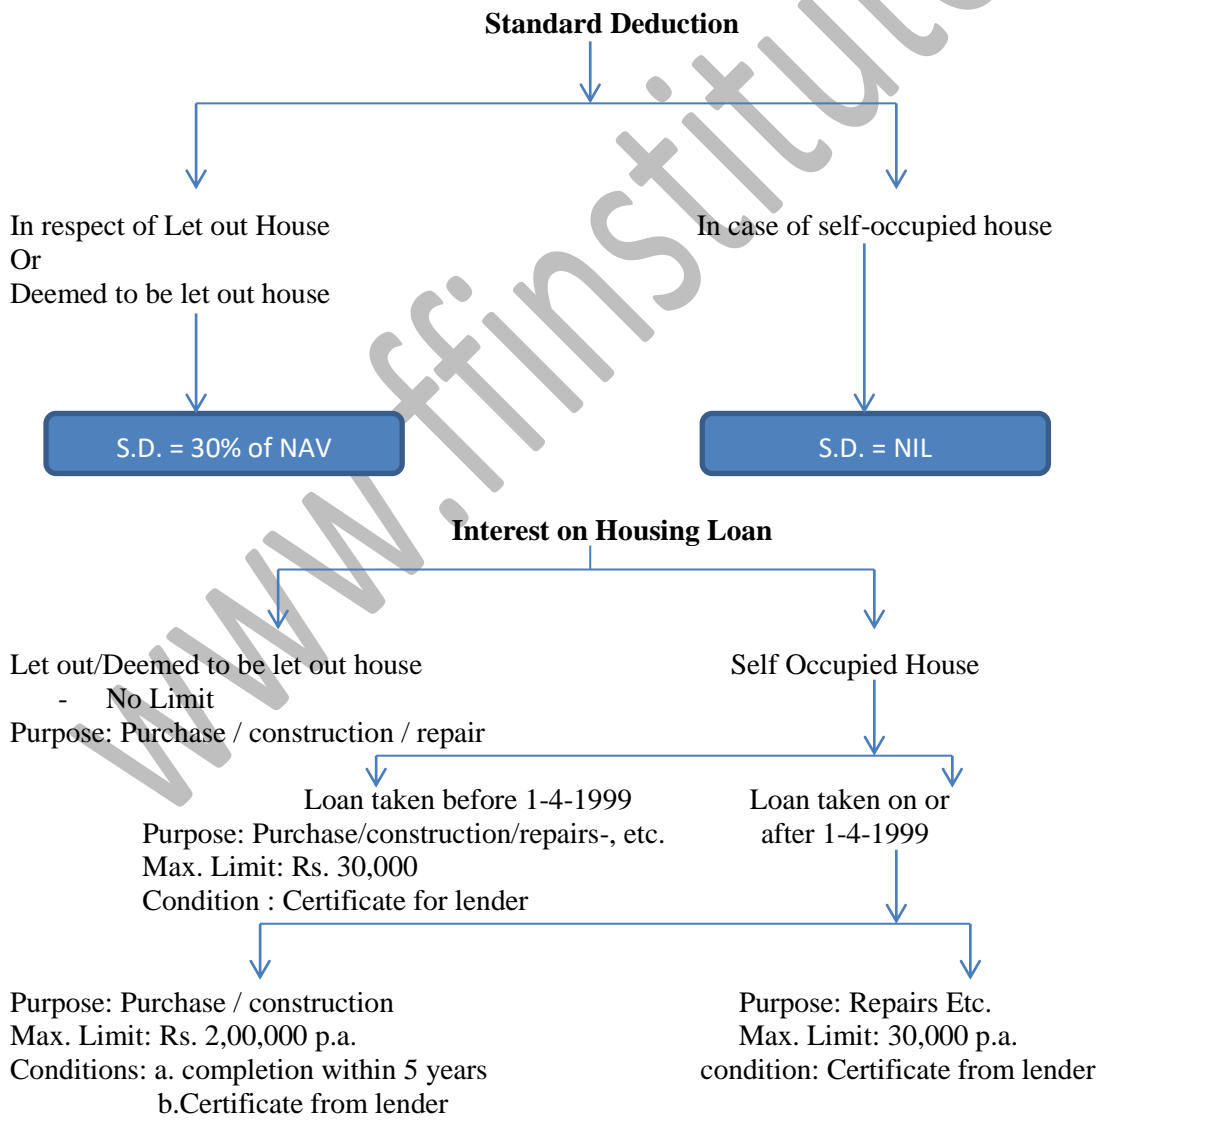 Standard Deduction
In respect of Let out House
Or
Deemed to be let out house
In case of self-occupied house
S.D. = 30% of NAV
S.D. = NIL
Interest on Housing Loan
Let out/Deemed to be let out house
- No Limit
Purpose: Purchase / construction / repair
Self Occupied House
Loan taken before 1-4-1999
Purpose: Purchase/construction/repairs-, etc.
Max. Limit: Rs. 30,000
Condition : Certificate for lender
Loan taken on or
after 1-4-1999
Purpose: Purchase / construction
Max. Limit: Rs. 2,00,000 p.a.
Conditions: a. completion within 5 years
b.Certificate from lender
Purpose: Repairs Etc.
Max. Limit: 30,000 p.a.
condition: Certificate from lender
www.ffinstitute